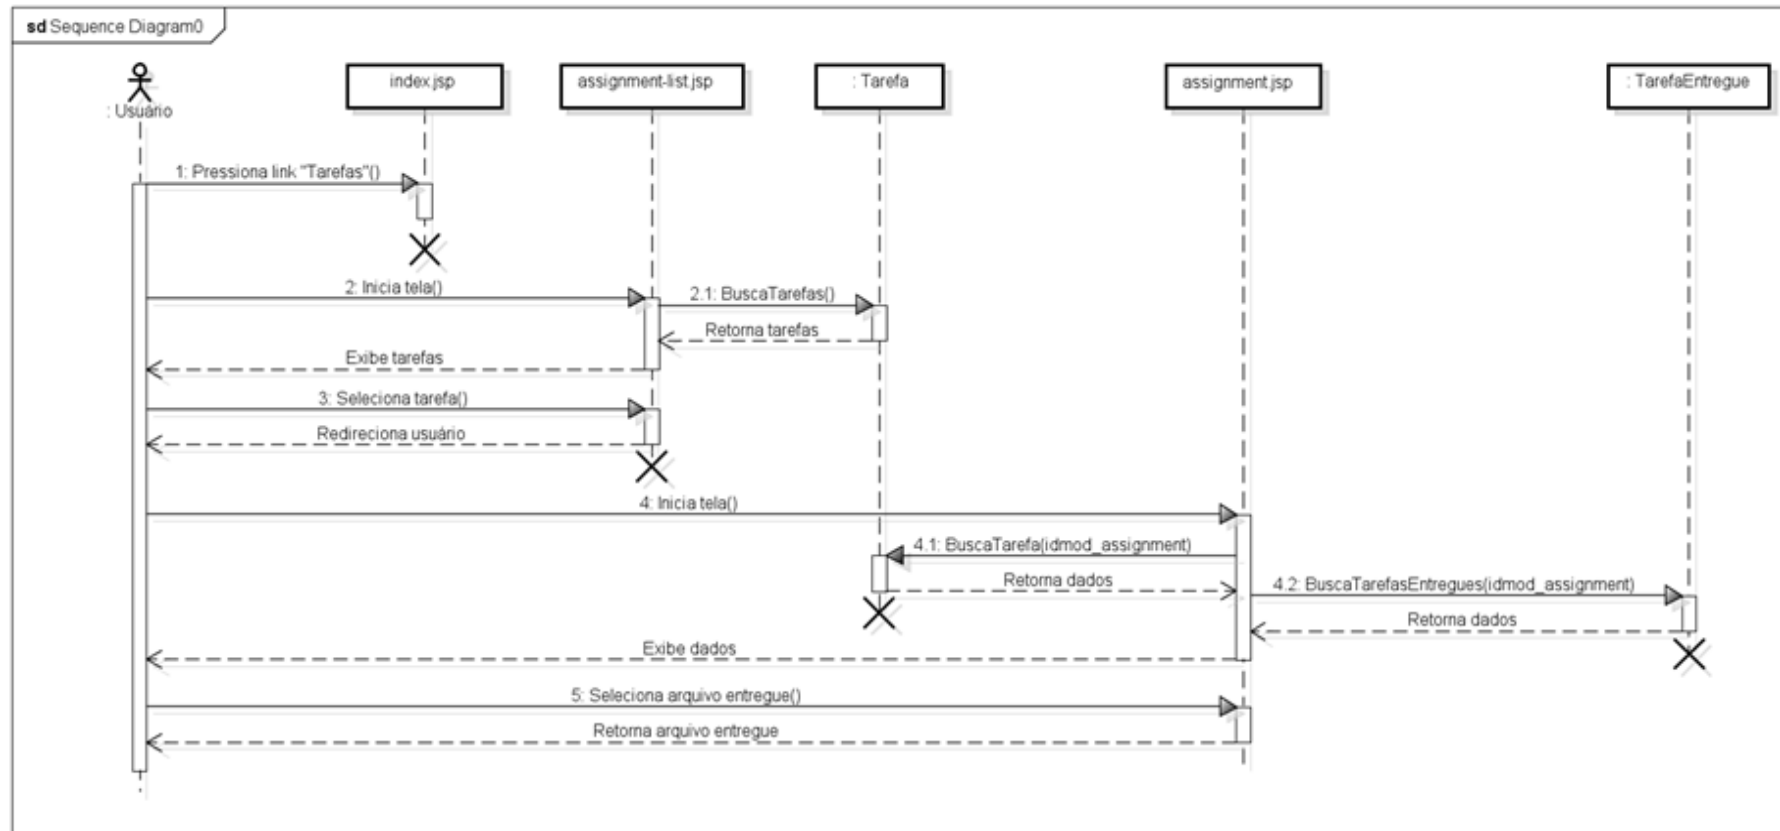 sd Sequence Diagram0
: Usuário
index.jsp
assignment-list.jsp
: Tarefa
assignment.jsp
: TarefaEntregue
1: Pressiona link "Tarefas"()
2: Inicia tela()
2.1: BuscaTarefas()
Retorna tarefas
Exibe tarefas
3: Seleciona tarefa()
Redireciona usuário
4: Inicia tela()
4.1: BuscaTarefa(idmod_assignment)
Retorna dados
4.2: BuscaTarefasEntregues(idmod_assignment)
Retorna dados
Exibe dados
5: Seleciona arquivo entregue()
Retorna arquivo entregue